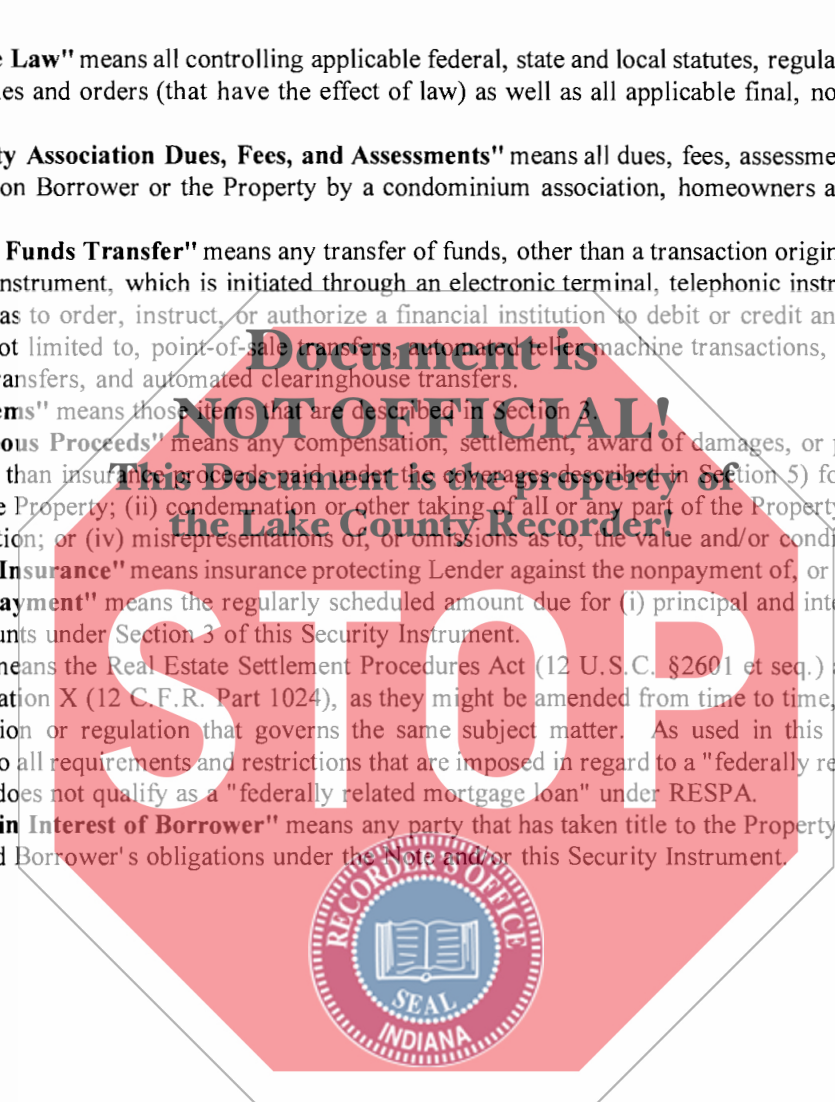 e Law" means all controlling applicable federal, state and local statutes, regula
es and orders (that have the effect of law) as well as all applicable final, no
ty Association Dues, Fees, and Assessments" means all dues, fees, assessme
on Borrower or the Property by a condominium association, homeowners a
Funds Transfer" means any transfer of funds, other than a transaction origin
nstrument, which is initiated through an electronic terminal, telephonic instr
as to order, instruct, or authorize a financial institution to debit or credit an
ot limited to, point-of-sale transfers, automated teller machine transactions,
ansfers, and automated clearinghouse transfers.
ems" means those items that are described in Section 3.
ous Proceeds" means any compensation, settlement, award of damages, or p
than insurance proceeds paid under the coverages described in Section 5) fo
e Property; (ii) condemnation or other taking of all or any part of the Property
tion; or (iv) misrepresentations of, or omissions as to, the value and/or condi
Insurance" means insurance protecting Lender against the nonpayment of, or
ayment" means the regularly scheduled amount due for (i) principal and inte
unts under Section 3 of this Security Instrument.
neans the Real Estate Settlement Procedures Act (12 U.S.C. §2601 et seq.) a
ation X (12 C.F.R. Part 1024), as they might be amended from time to time,
ion or regulation that governs the same subject matter. As used in this
o all requirements and restrictions that are imposed in regard to a "federally re
does not qualify as a "federally related mortgage loan" under RESPA.
in Interest of Borrower" means any party that has taken title to the Property
d Borrower's obligations under the Note and/or this Security Instrument.
Document is
NOT OFFICIAL!
This Document is the property of
the Lake County Recorder!
STOP
RECORDER'S OFFICE
SEAL
INDIANA